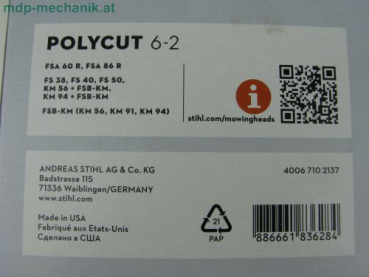 mdp-mechanik.at
POLYCUT 6-2
FSA 60 R, FSA 86 R
FS 38, FS 40, FS 50,
KM 56 + FSB-KM,
KM 94 + FSB-KM
FSB-KM (KM 56, KM 91, KM 94)
i
stihl.com/mowingheads
ANDREAS STIHL AG & Co. KG
Badstrasse 115
71336 Waiblingen/GERMANY
www.stihl.com
4006 710 2137
Made in USA
Fabriqué aux Etats-Unis
Сделано в США
21
PAP
886661836284